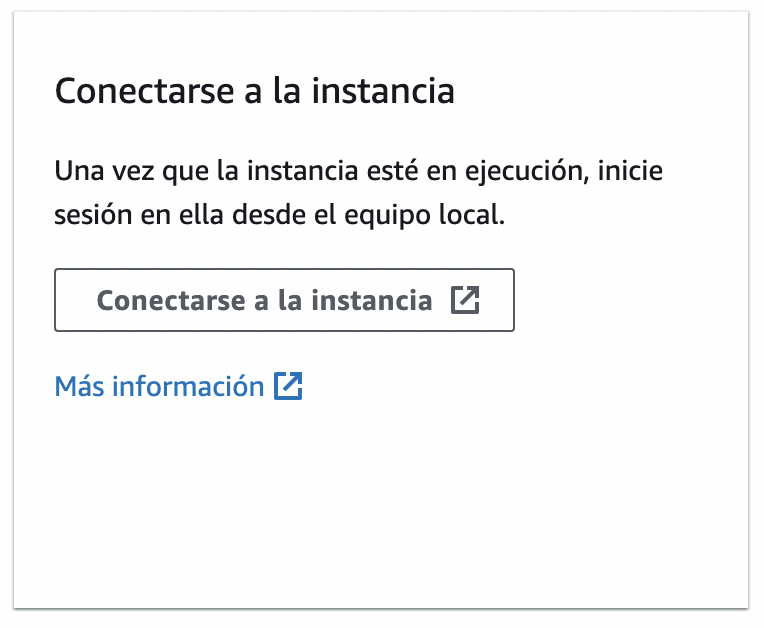 Conectarse a la instancia
Una vez que la instancia esté en ejecución, inicie
sesión en ella desde el equipo local.
Conectarse a la instancia
Más información